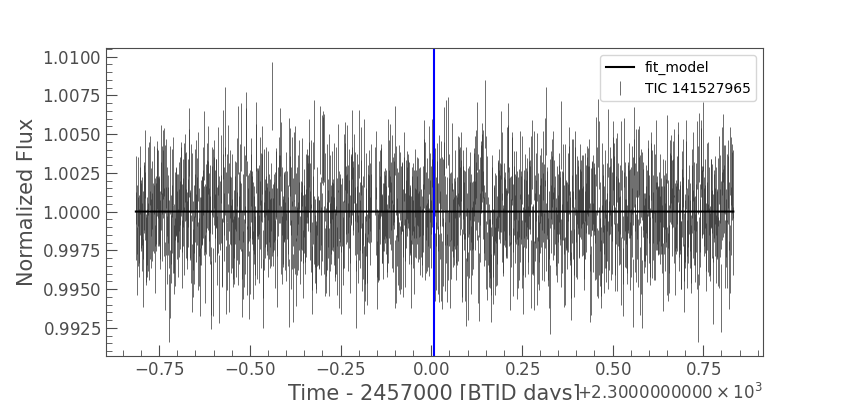 1.0100
1.0075
1.0050
1.0025
1.0000
0.9975
0.9950
0.9925
Normalized Flux
fit_model
TIC 141527965
−0.75 −0.50 −0.25 0.00 0.25 0.50 0.75
Time - 2457000 [BTJD days]
+2.3000000000 × 10³